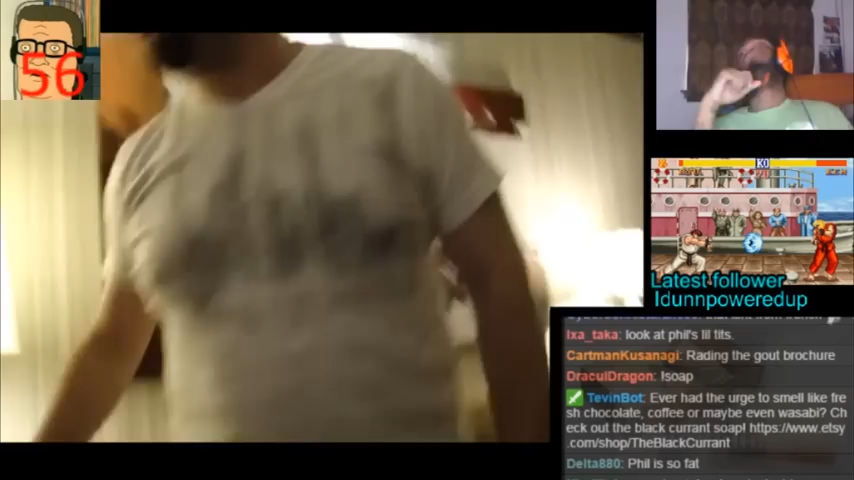 56
KO
Latest follower
Idunnpoweredup
Ixa_taka: look at phil's lil tits.
CartmanKusanagi: Rading the gout brochure
DraculDragon: !soap
TevinBot: Ever had the urge to smell like fre
sh chocolate, coffee or maybe even wasabi? Ch
eck out the black currant soap! https://www.etsy
.com/shop/TheBlackCurrant
Delta880: Phil is so fat